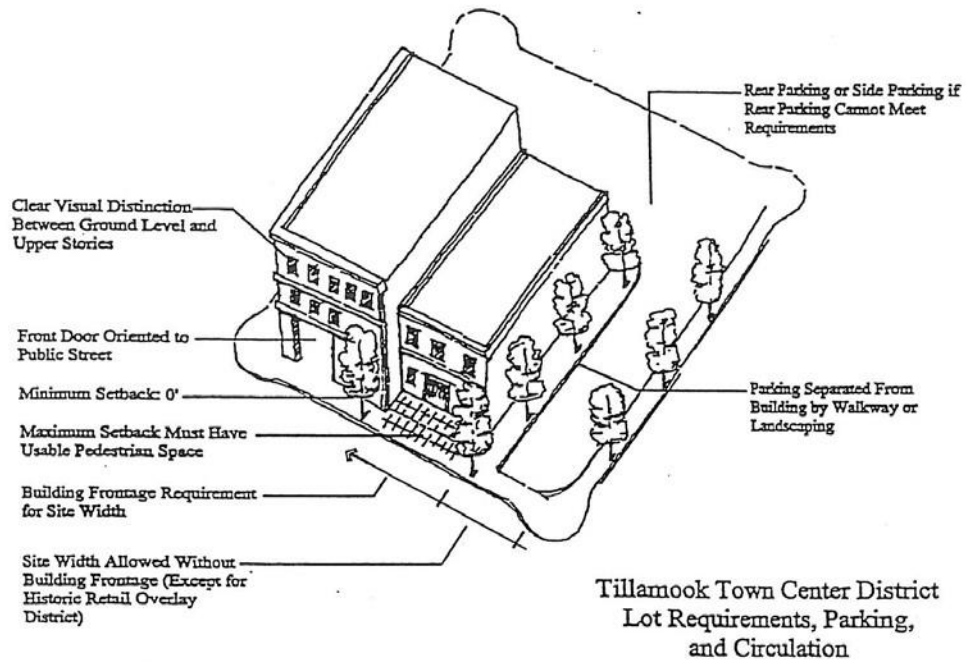 Rear Parking or Side Parking if
Rear Parking Cannot Meet
Requirements
Clear Visual Distinction
Between Ground Level and
Upper Stories
Front Door Oriented to
Public Street
Minimum Setback: 0'
Maximum Setback Must Have
Usable Pedestrian Space
Building Frontage Requirement
for Site Width
Site Width Allowed Without
Building Frontage (Except for
Historic Retail Overlay
District)
Parking Separated From
Building by Walkway or
Landscaping
Tillamook Town Center District
Lot Requirements, Parking,
and Circulation